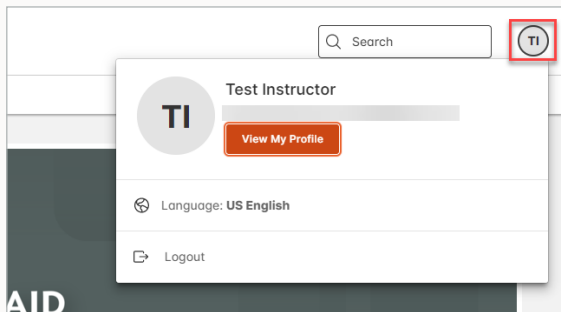 Search
TI
Test Instructor
TI
View My Profile
Language: US English
Logout
AID